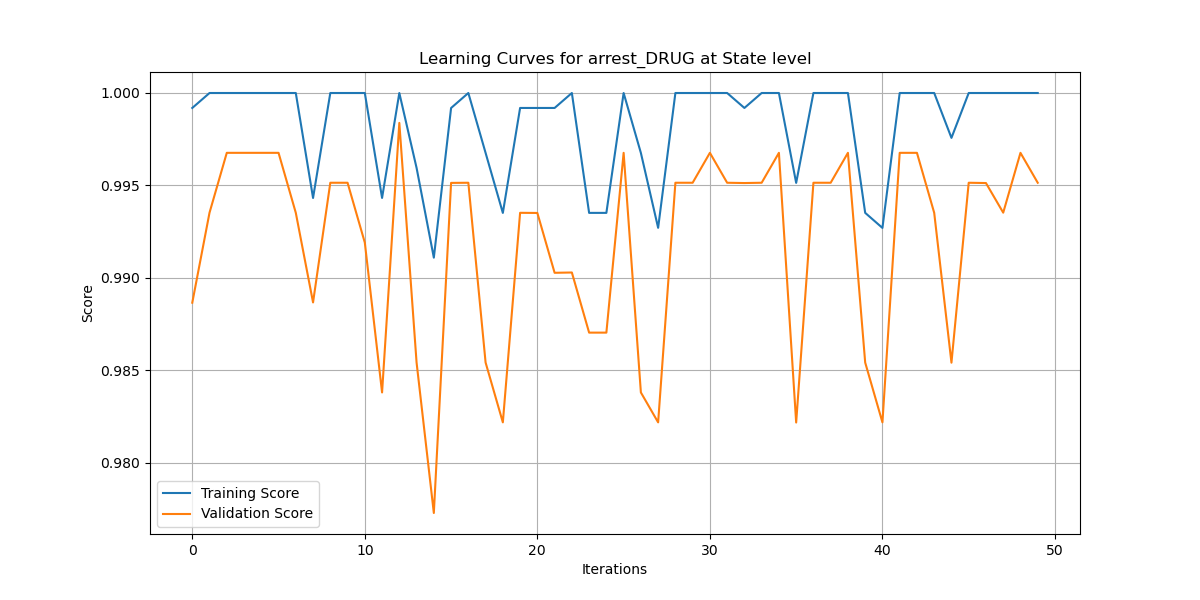 Learning Curves for arrest_DRUG at State level
1.000
0.995
0.990
0.985
0.980
Score
Training Score
Validation Score
0 10 20 30 40 50
Iterations